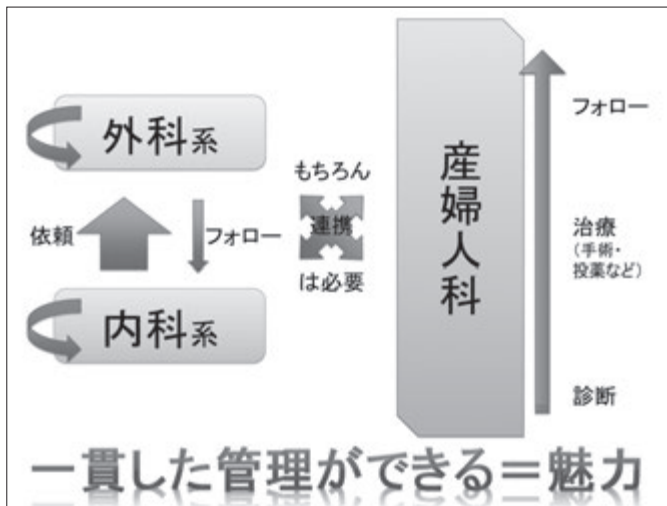 外科系
依頼
フォロー
内科系
もちろん
連携
は必要
産婦人科
フォロー
治療
（手術・
投薬など）
診断
一貫した管理ができる＝魅力